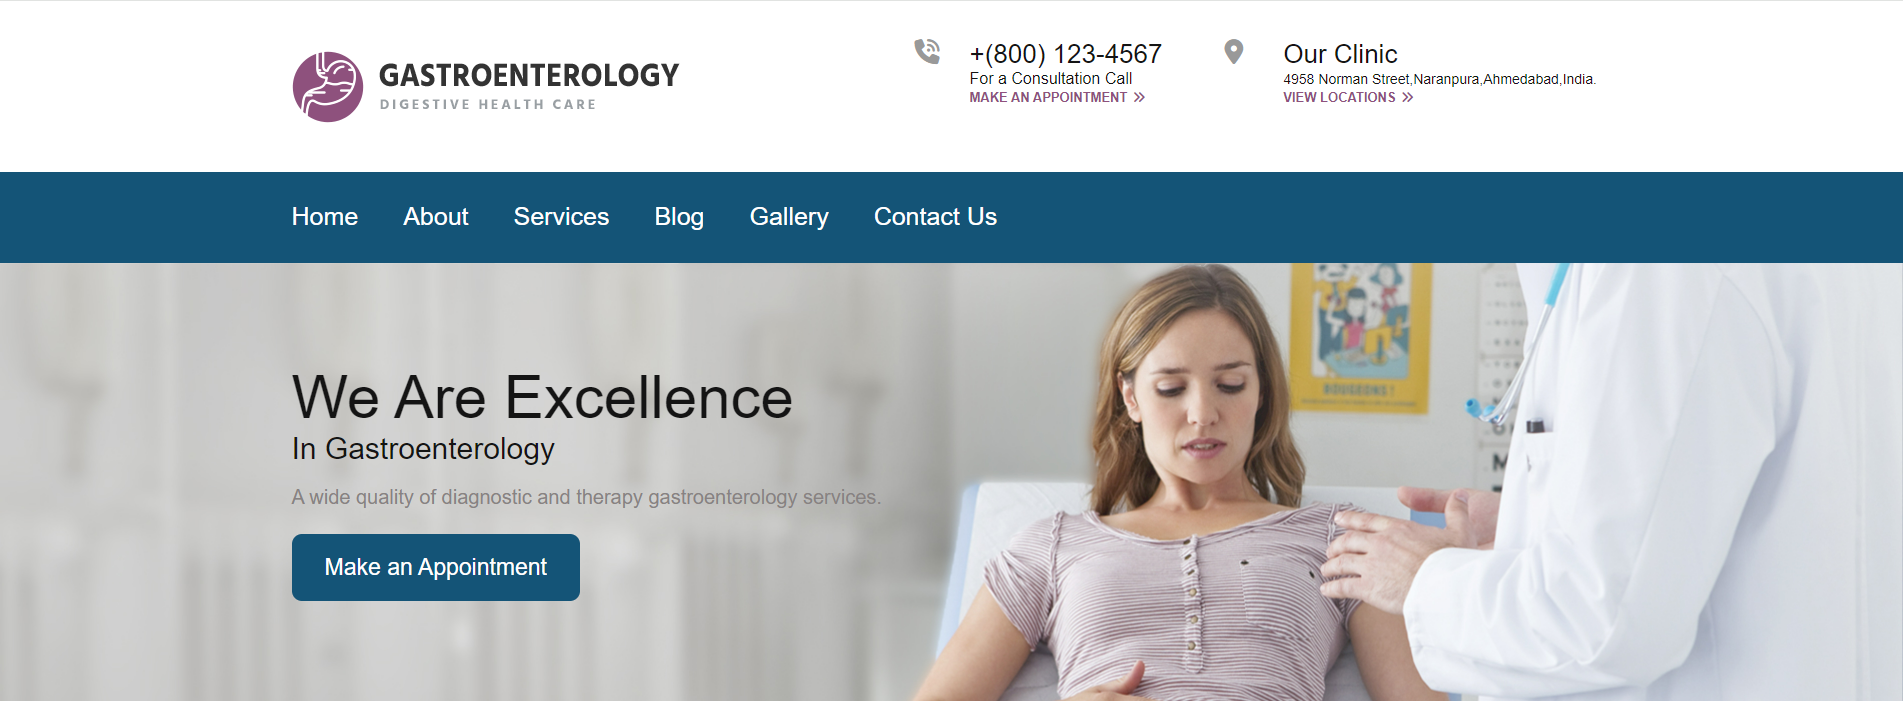 GASTROENTEROLOGY
DIGESTIVE HEALTH CARE
+(800) 123-4567
For a Consultation Call
MAKE AN APPOINTMENT »
Our Clinic
4958 Norman Street,Naranpura,Ahmedabad,India.
VIEW LOCATIONS »
Home About Services Blog Gallery Contact Us
We Are Excellence
In Gastroenterology
A wide quality of diagnostic and therapy gastroenterology services.
Make an Appointment